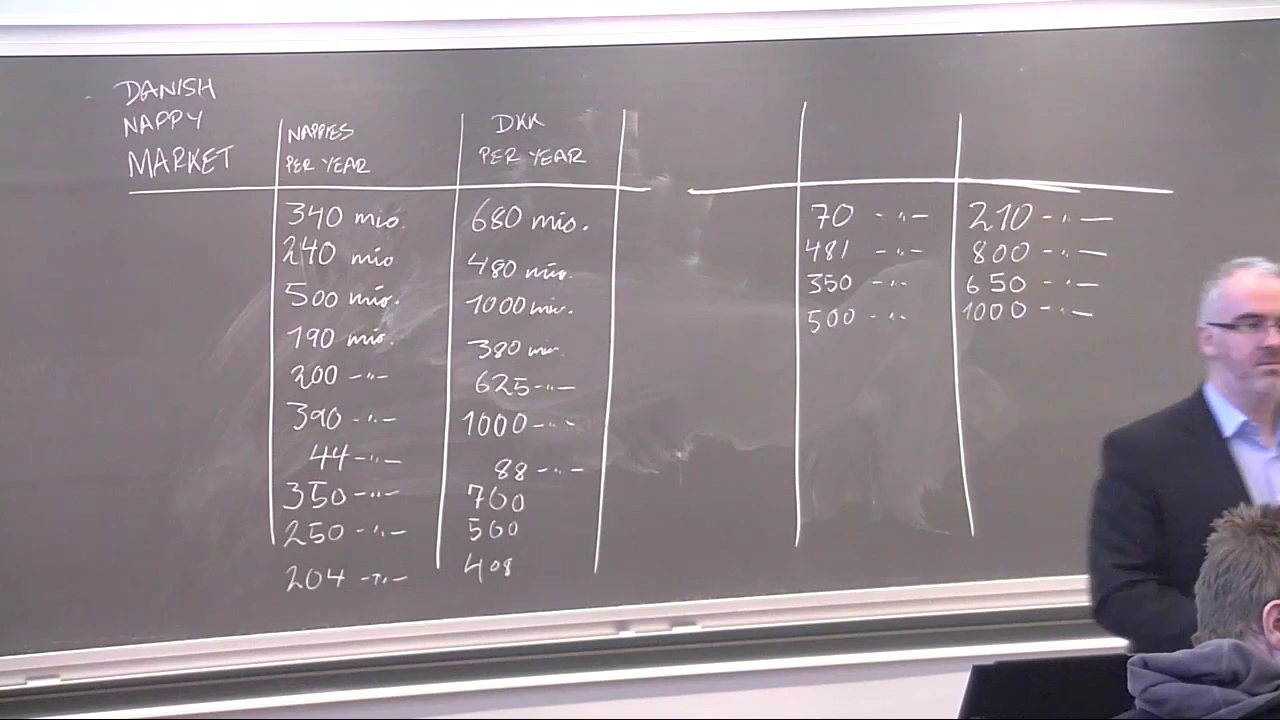 DANISH
NAPPY
MARKET
NAPPIES
PER YEAR
DKK
PER YEAR
340 mio. 680 mio.
240 mio 480 mio.
500 mio. 1000 mio.
190 mio. 380 mio.
200 -"- 625 -"-
390 -"- 1000 -"-
44 -"- 88 -"-
350 -"- 700
250 -"- 500
204 -"- 408
70 -"- 210 -"-
481 -"- 800 -"-
350 -"- 650 -"-
500 -"- 1000 -"-